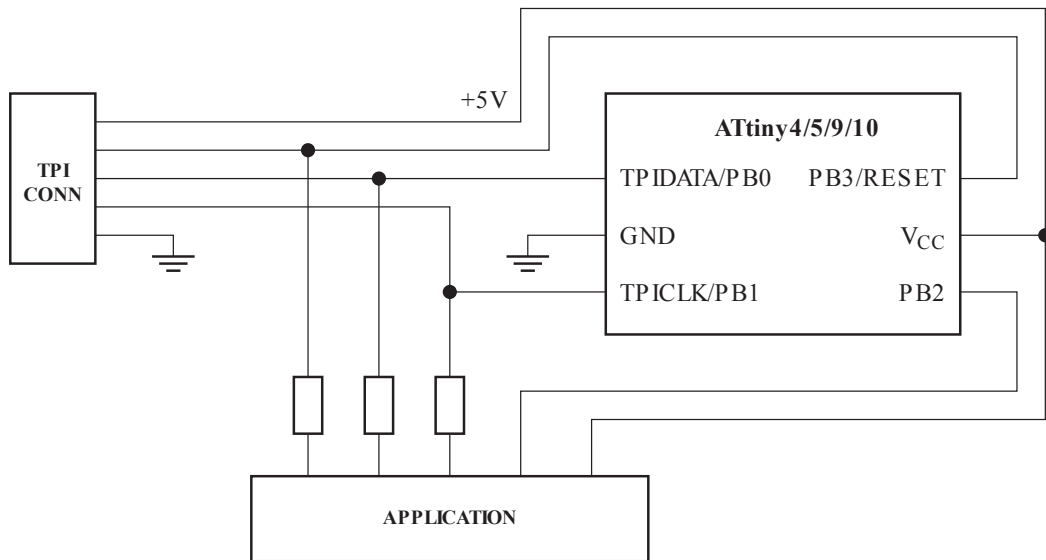 +5V
TPI
CONN
ATtiny4/5/9/10
TPIDATA/PB0
PB3/RESET
GND
VCC
TPICLK/PB1
PB2
APPLICATION